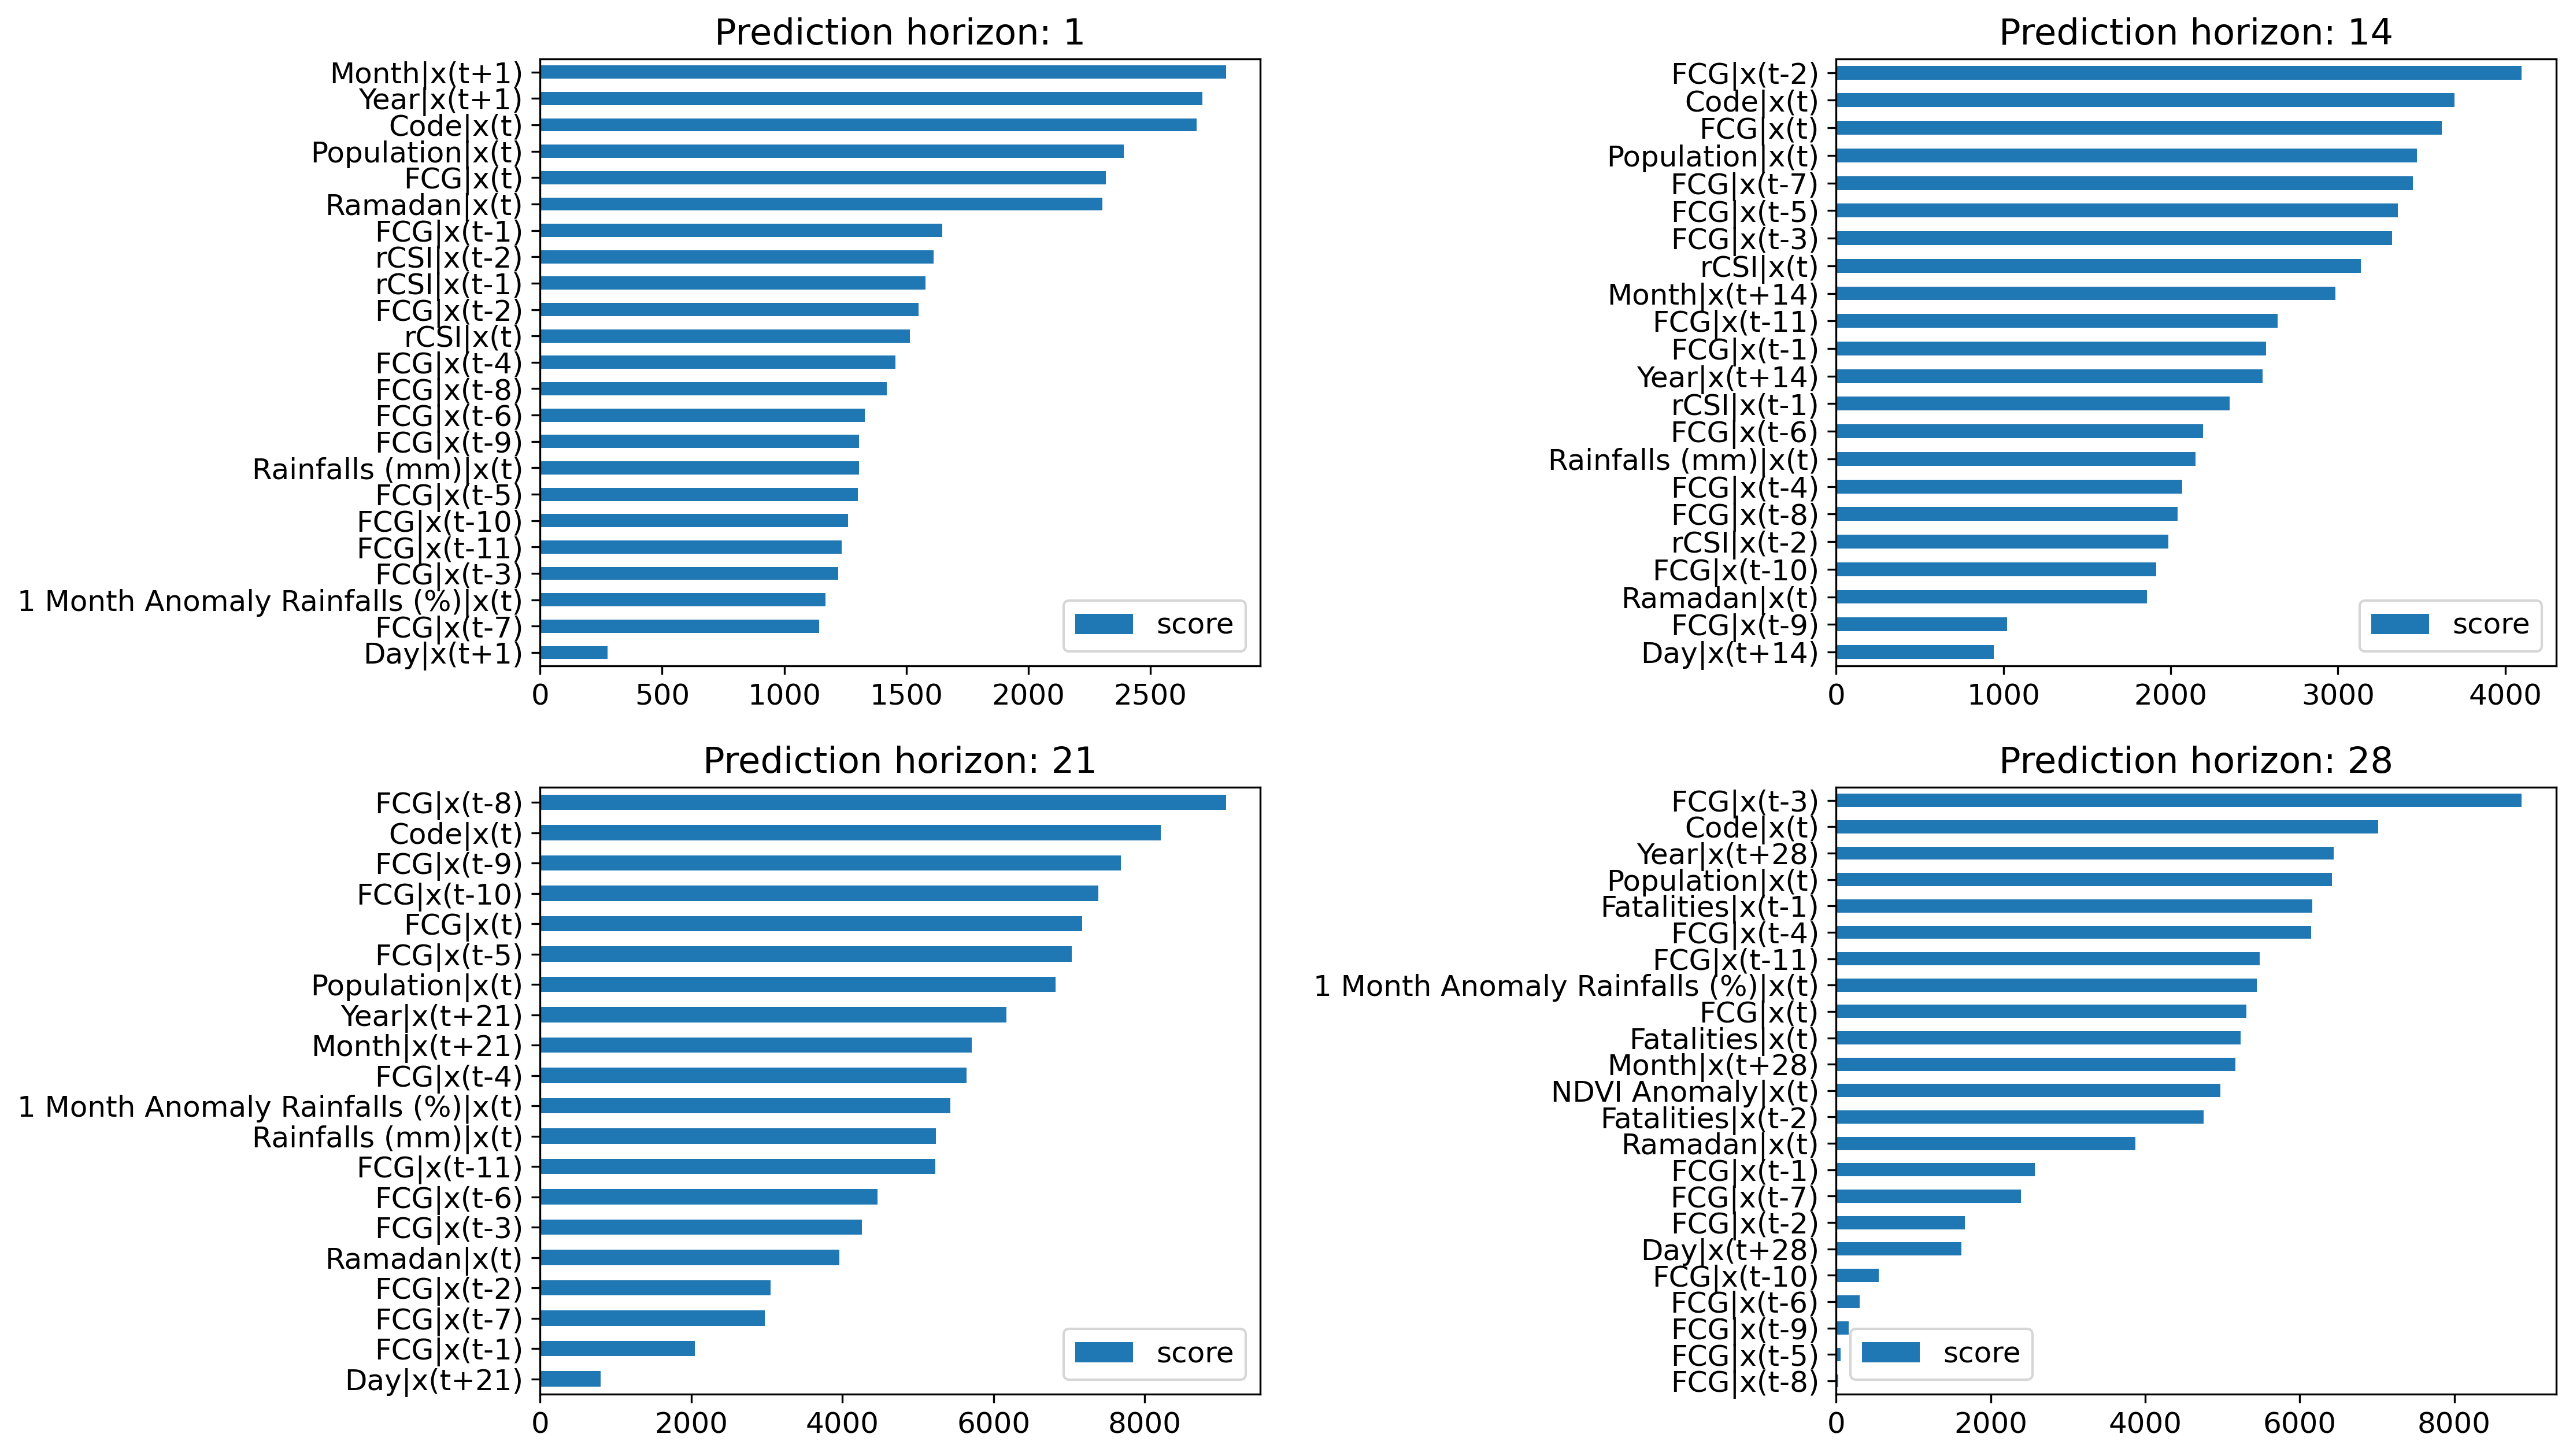 Prediction horizon: 1
Month|x(t+1)
Year|x(t+1)
Code|x(t)
Population|x(t)
FCG|x(t)
Ramadan|x(t)
FCG|x(t-1)
rCSI|x(t-2)
rCSI|x(t-1)
FCG|x(t-2)
rCSI|x(t)
FCG|x(t-4)
FCG|x(t-8)
FCG|x(t-6)
FCG|x(t-9)
Rainfalls (mm)|x(t)
FCG|x(t-5)
FCG|x(t-10)
FCG|x(t-11)
FCG|x(t-3)
1 Month Anomaly Rainfalls (%)|x(t)
FCG|x(t-7)
Day|x(t+1)
score
0 500 1000 1500 2000 2500
Prediction horizon: 14
FCG|x(t-2)
Code|x(t)
FCG|x(t)
Population|x(t)
FCG|x(t-7)
FCG|x(t-5)
FCG|x(t-3)
rCSI|x(t)
Month|x(t+14)
FCG|x(t-11)
FCG|x(t-1)
Year|x(t+14)
rCSI|x(t-1)
FCG|x(t-6)
Rainfalls (mm)|x(t)
FCG|x(t-4)
FCG|x(t-8)
rCSI|x(t-2)
FCG|x(t-10)
Ramadan|x(t)
FCG|x(t-9)
Day|x(t+14)
score
0 1000 2000 3000 4000
Prediction horizon: 21
FCG|x(t-8)
Code|x(t)
FCG|x(t-9)
FCG|x(t-10)
FCG|x(t)
FCG|x(t-5)
Population|x(t)
Year|x(t+21)
Month|x(t+21)
FCG|x(t-4)
1 Month Anomaly Rainfalls (%)|x(t)
Rainfalls (mm)|x(t)
FCG|x(t-11)
FCG|x(t-6)
FCG|x(t-3)
Ramadan|x(t)
FCG|x(t-2)
FCG|x(t-7)
FCG|x(t-1)
Day|x(t+21)
score
0 2000 4000 6000 8000
Prediction horizon: 28
FCG|x(t-3)
Code|x(t)
Year|x(t+28)
Population|x(t)
Fatalities|x(t-1)
FCG|x(t-4)
FCG|x(t-11)
1 Month Anomaly Rainfalls (%)|x(t)
FCG|x(t)
Fatalities|x(t)
Month|x(t+28)
NDVI Anomaly|x(t)
Fatalities|x(t-2)
Ramadan|x(t)
FCG|x(t-1)
FCG|x(t-7)
FCG|x(t-2)
Day|x(t+28)
FCG|x(t-10)
FCG|x(t-6)
FCG|x(t-9)
FCG|x(t-5)
FCG|x(t-8)
score
0 2000 4000 6000 8000